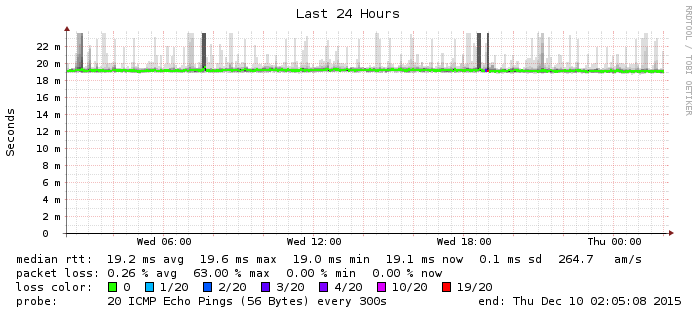 Last 24 Hours
RRDTOOL / TOBI OETIKER
Seconds
22 m
20 m
18 m
16 m
14 m
12 m
10 m
8 m
6 m
4 m
2 m
0
Wed 06:00 Wed 12:00 Wed 18:00 Thu 00:00
median rtt: 19.2 ms avg 19.6 ms max 19.0 ms min 19.1 ms now 0.1 ms sd 264.7 am/s
packet loss: 0.26 % avg 63.00 % max 0.00 % min 0.00 % now
loss color: 0 1/20 2/20 3/20 4/20 10/20 19/20
probe: 20 ICMP Echo Pings (56 Bytes) every 300s end: Thu Dec 10 02:05:08 2015